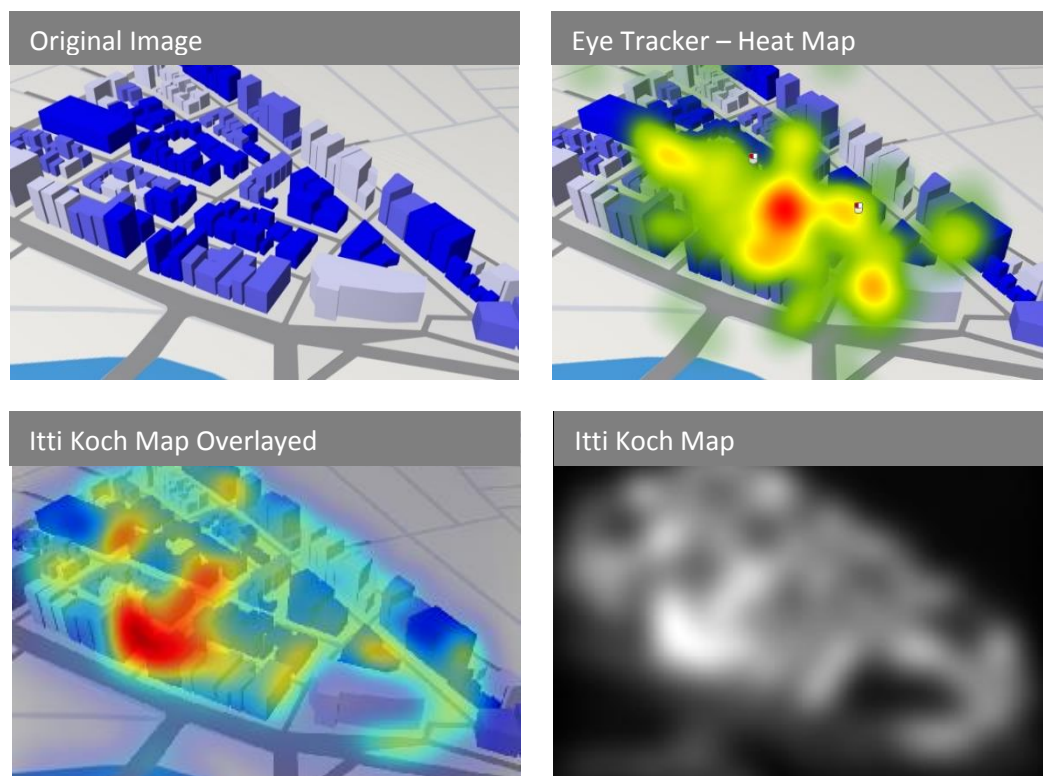 Original Image
Eye Tracker – Heat Map
Itti Koch Map Overlayed
Itti Koch Map